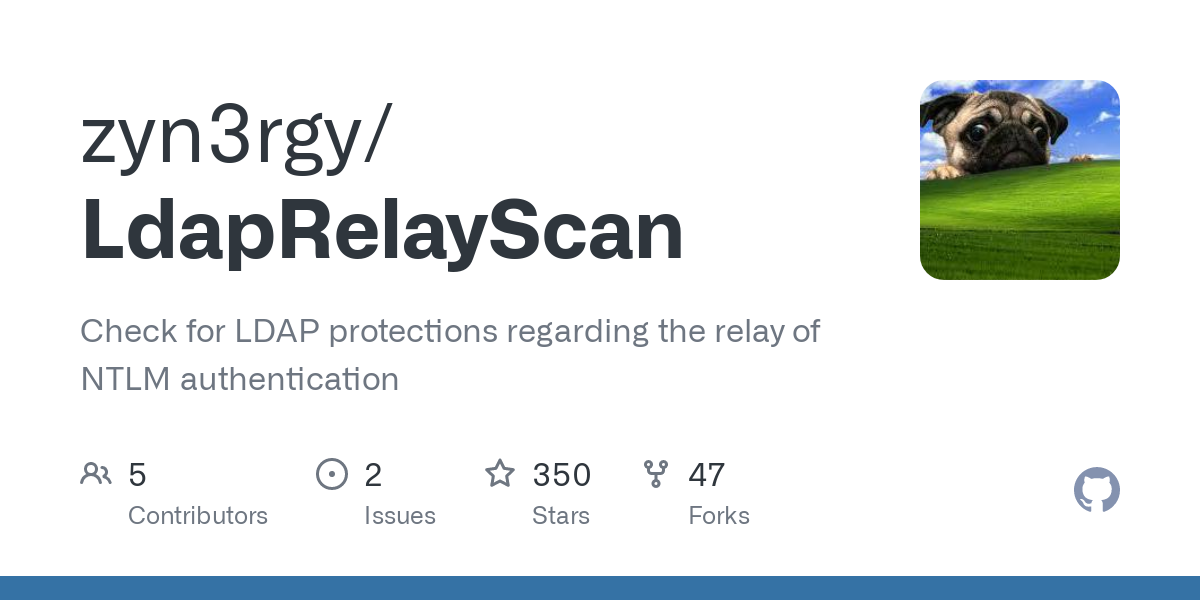 zyn3rgy/
LdapRelayScan
Check for LDAP protections regarding the relay of
NTLM authentication
5
Contributors
2
Issues
350
Stars
47
Forks